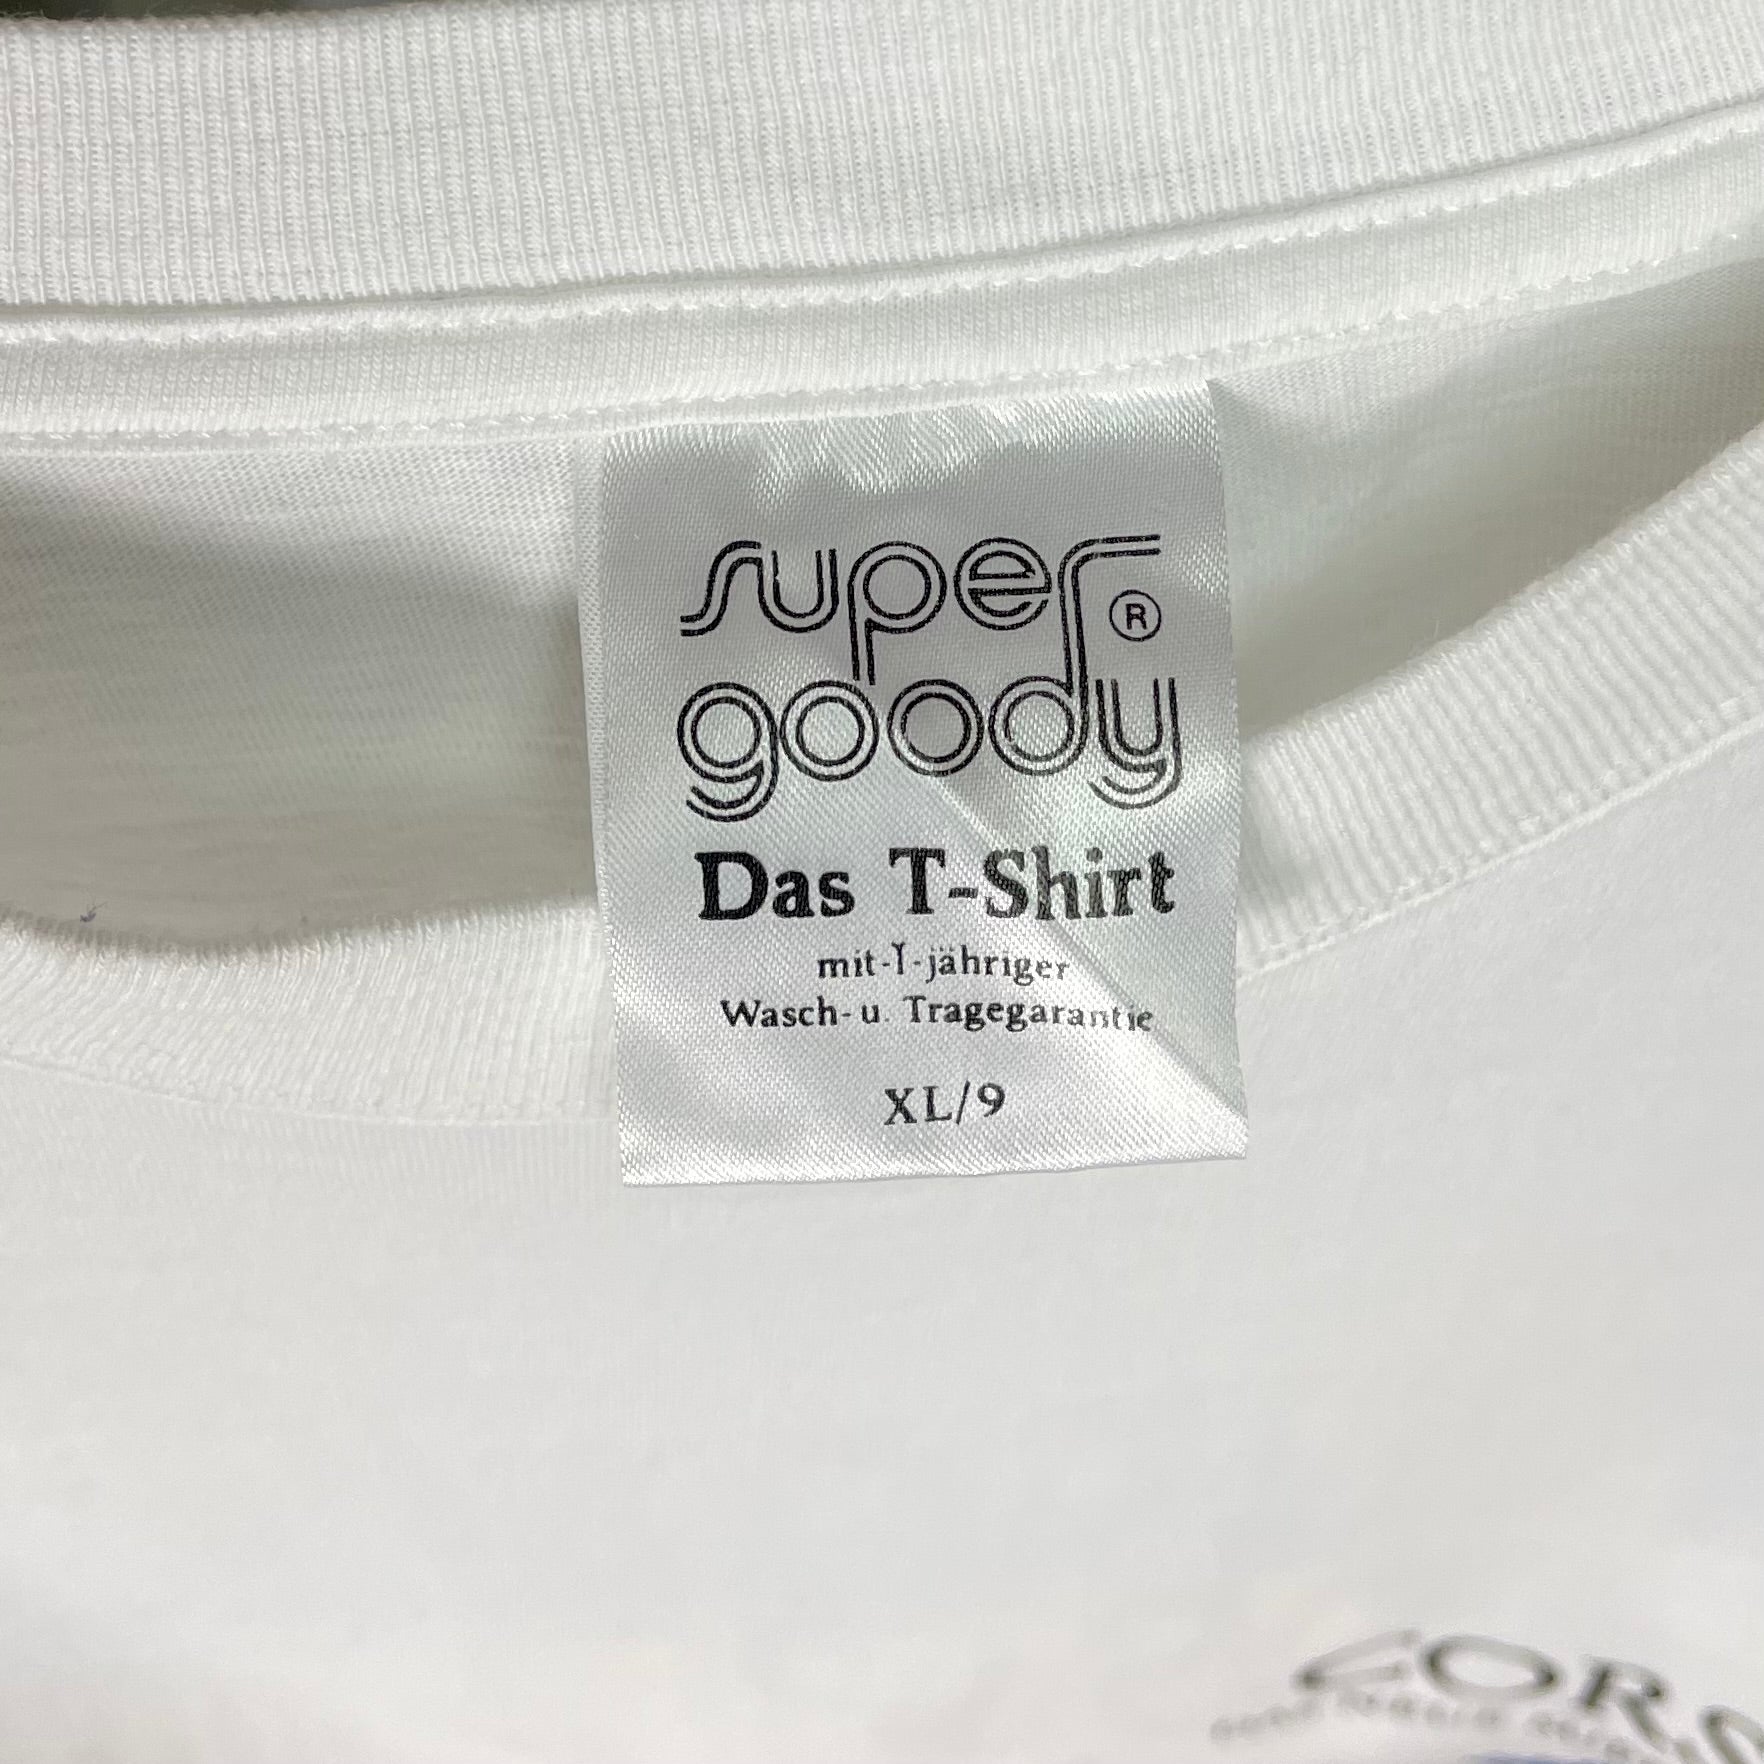 super
®
goody
Das T-Shirt
mit-1-jähriger
Wasch- u. Tragegarantie
XL/9